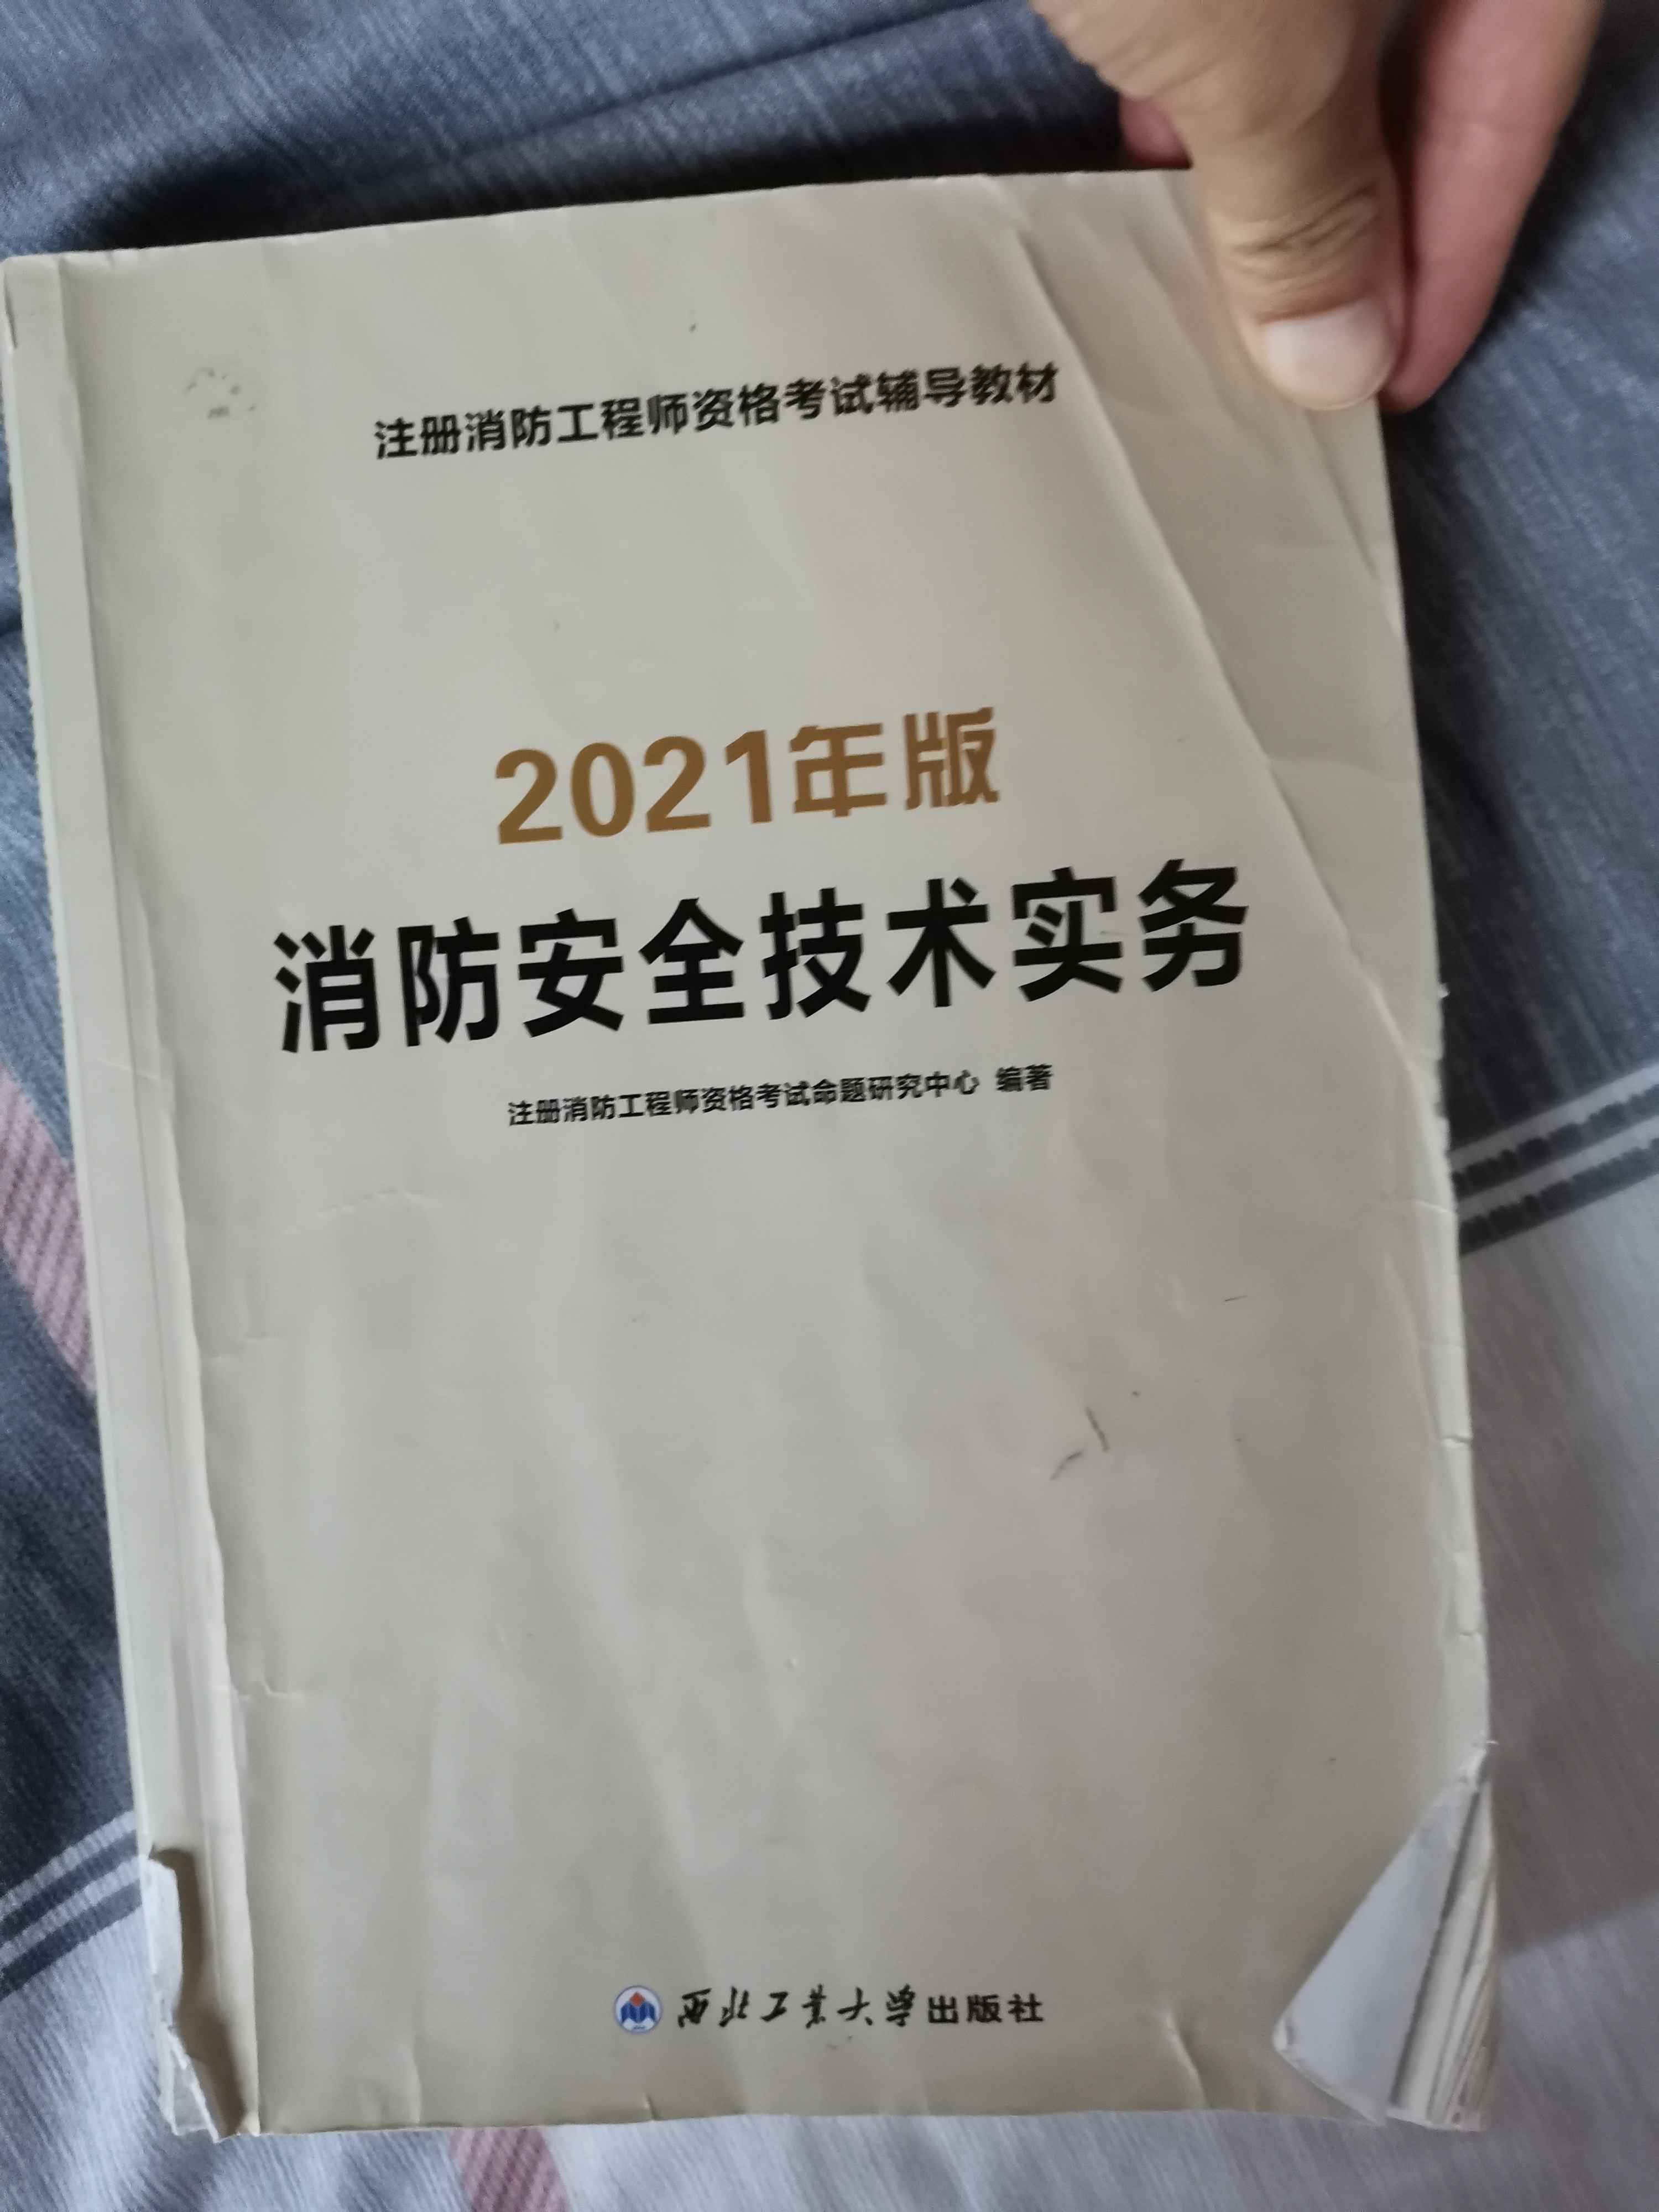 注册消防工程师资格考试辅导教材
2021年版
消防安全技术实务
注册消防工程师资格考试命题研究中心 编著
西北工业大学出版社